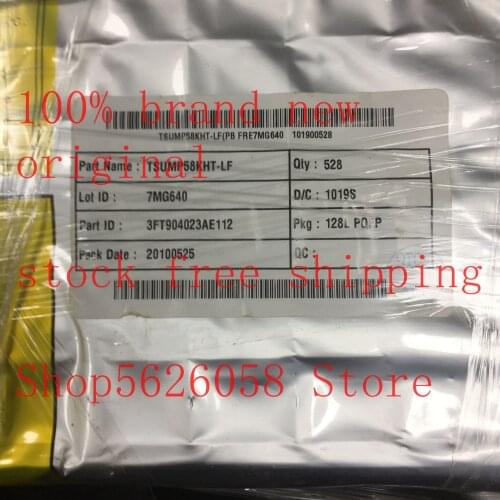 100% brand new
TSUMP58KHT-LF(PB FRE7MG640 101900528
original
Part Name : TSUMP58KHT-LF Qty : 528
Lot ID : 7MG640 D/C : 1019S
Part ID : 3FT904023AE112 Pkg : 128L PQFP
Pack Date : 20100525 QC :
stock free shipping
Shop5626058 Store